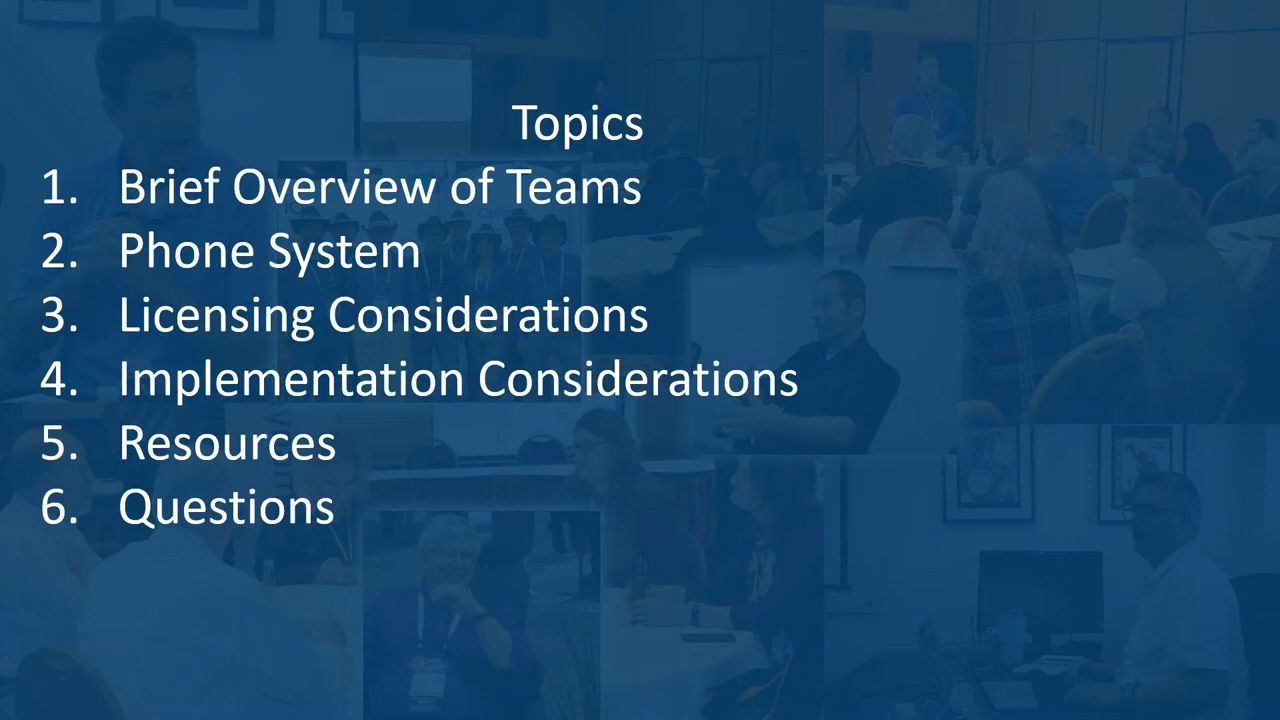 Topics
1. Brief Overview of Teams
2. Phone System
3. Licensing Considerations
4. Implementation Considerations
5. Resources
6. Questions